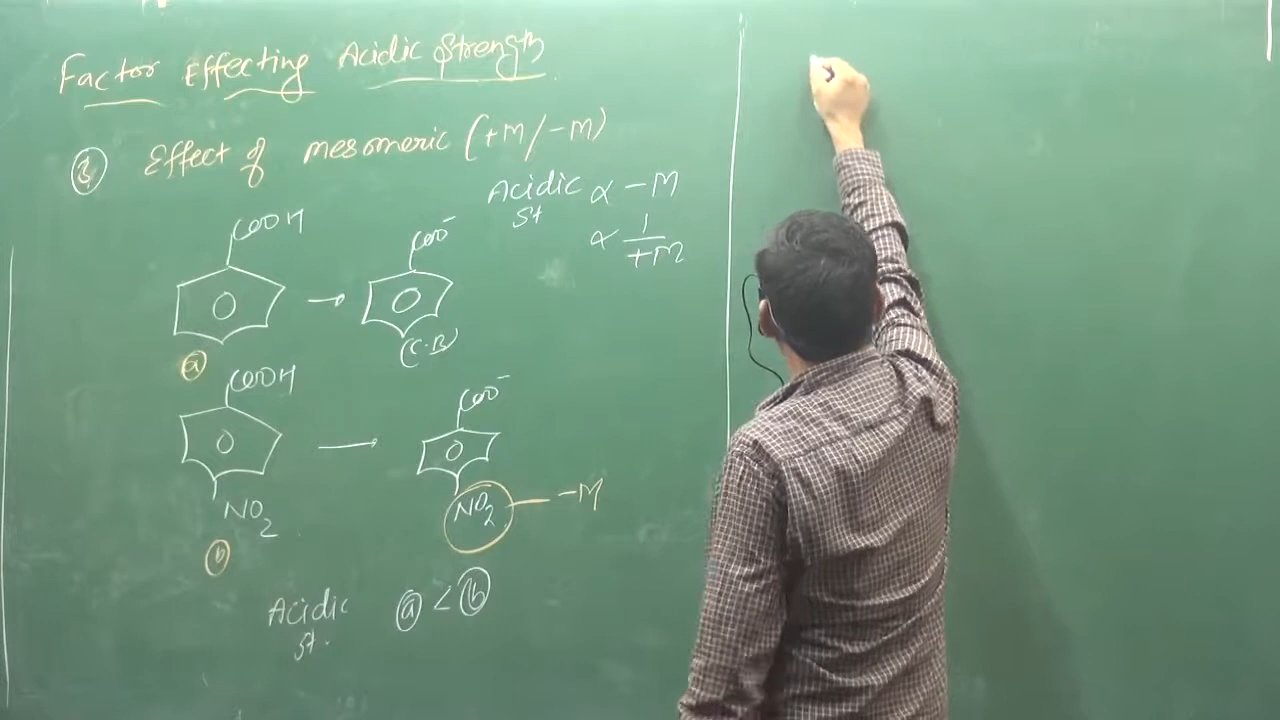 Factor Effecting Acidic Strength
③ Effect of mesomeric (+M/-M)
Acidic St ∝ -M
∝ 1/+M
COOH → COO⁻
(C.B)
ⓐ
COOH → COO⁻
NO₂
NO₂ -M
ⓑ
Acidic St. ⓐ < ⓑ